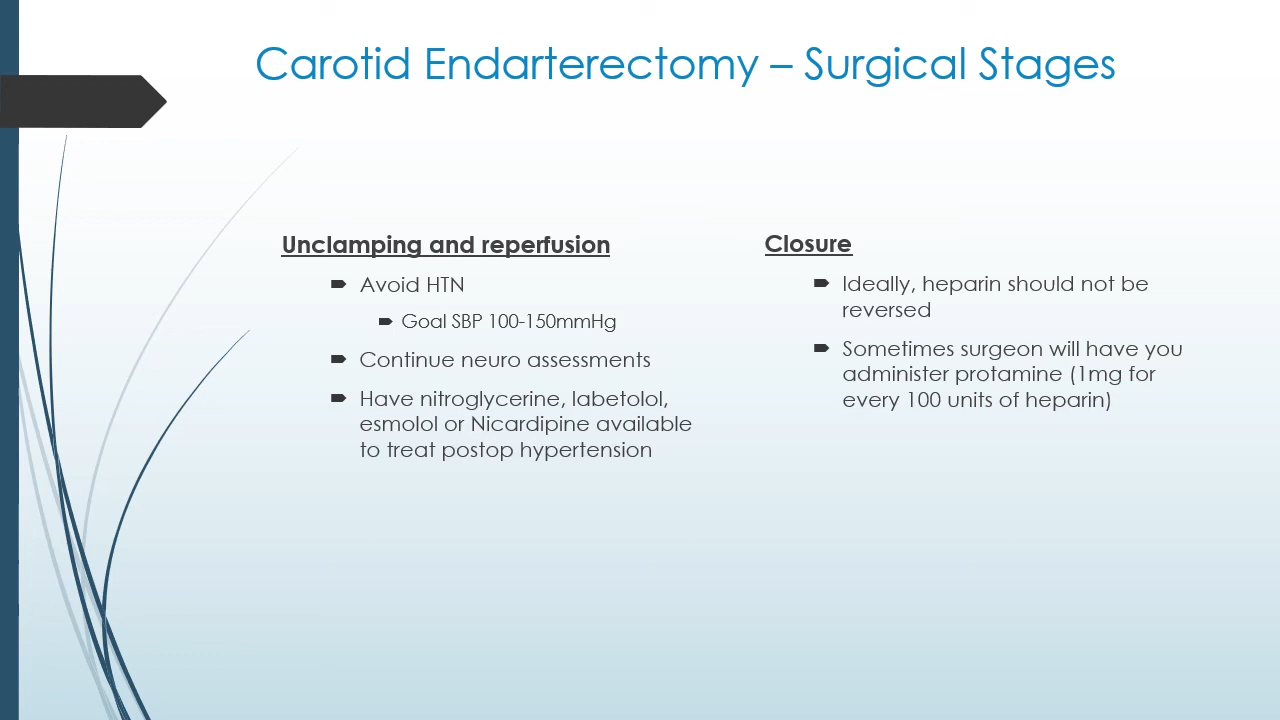 Carotid Endarterectomy – Surgical Stages
Unclamping and reperfusion
Avoid HTN
Goal SBP 100-150mmHg
Continue neuro assessments
Have nitroglycerine, labetolol,
esmolol or Nicardipine available
to treat postop hypertension
Closure
Ideally, heparin should not be
reversed
Sometimes surgeon will have you
administer protamine (1mg for
every 100 units of heparin)